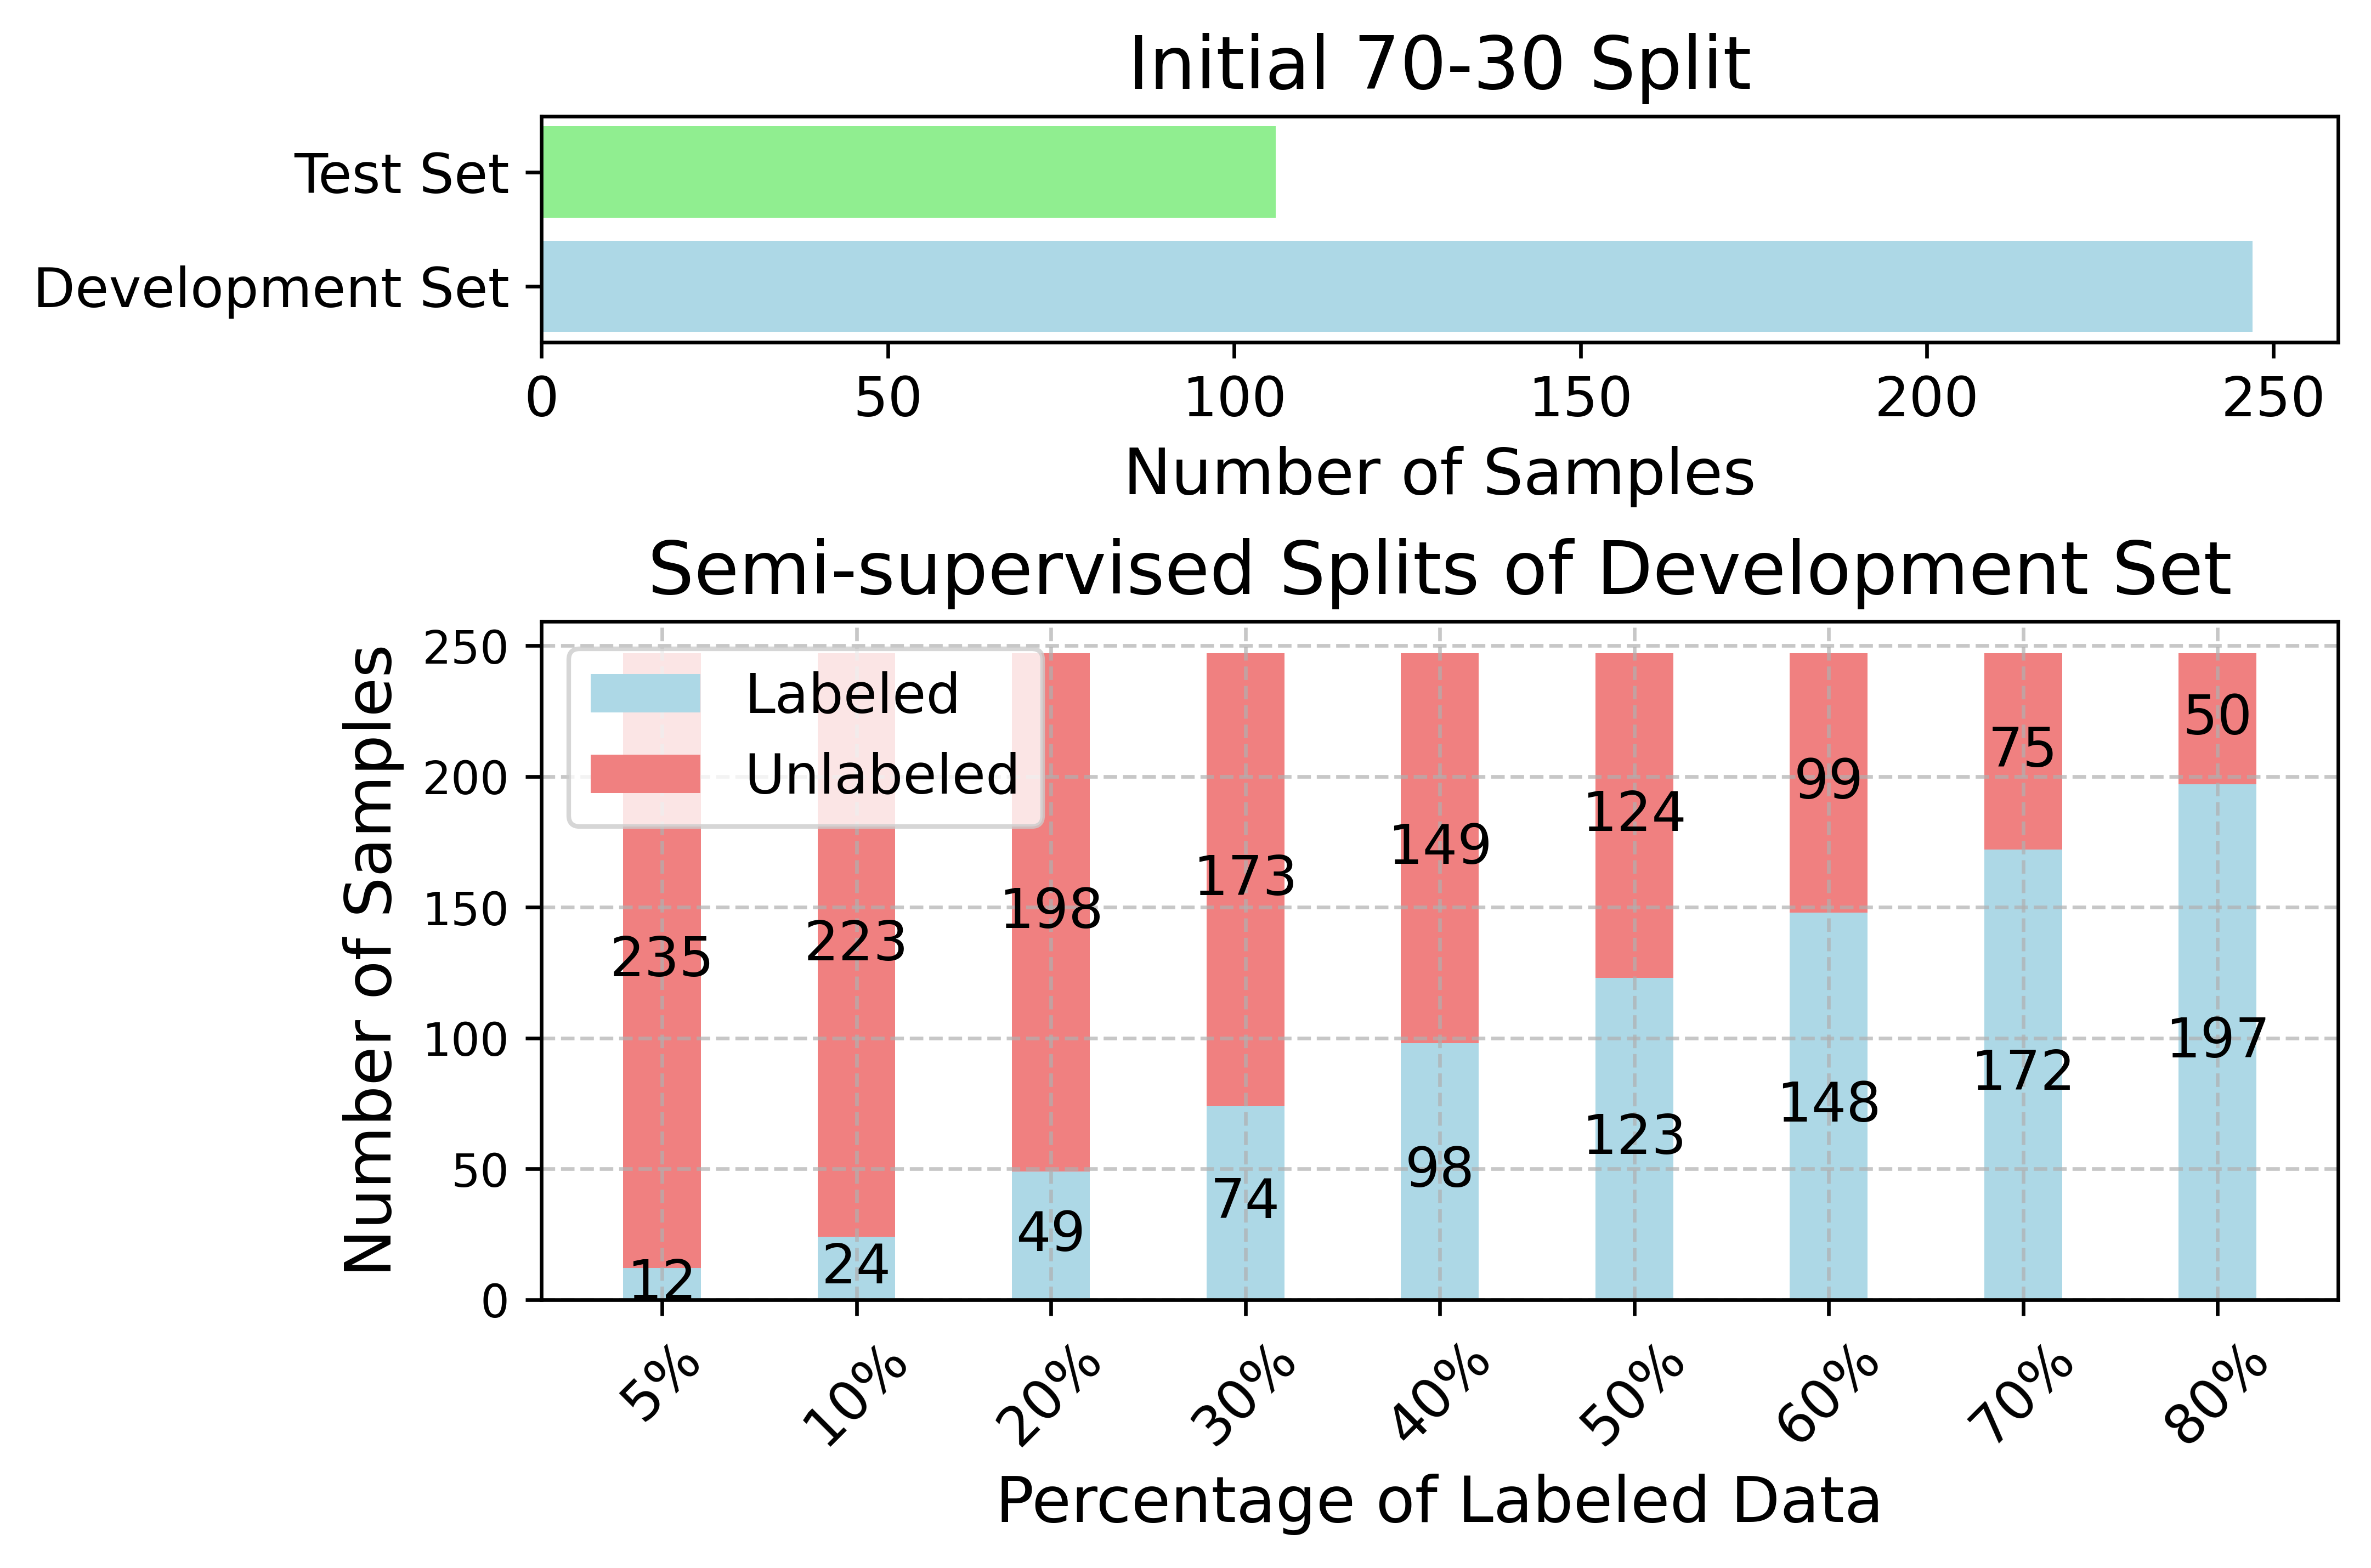 Initial 70-30 Split
Test Set
Development Set
0 50 100 150 200 250
Number of Samples
Semi-supervised Splits of Development Set
Number of Samples
250
200
150
100
50
0
Labeled
Unlabeled
235 223 198 173 149 124 99 75 50
12 24 49 74 98 123 148 172 197
5% 10% 20% 30% 40% 50% 60% 70% 80%
Percentage of Labeled Data